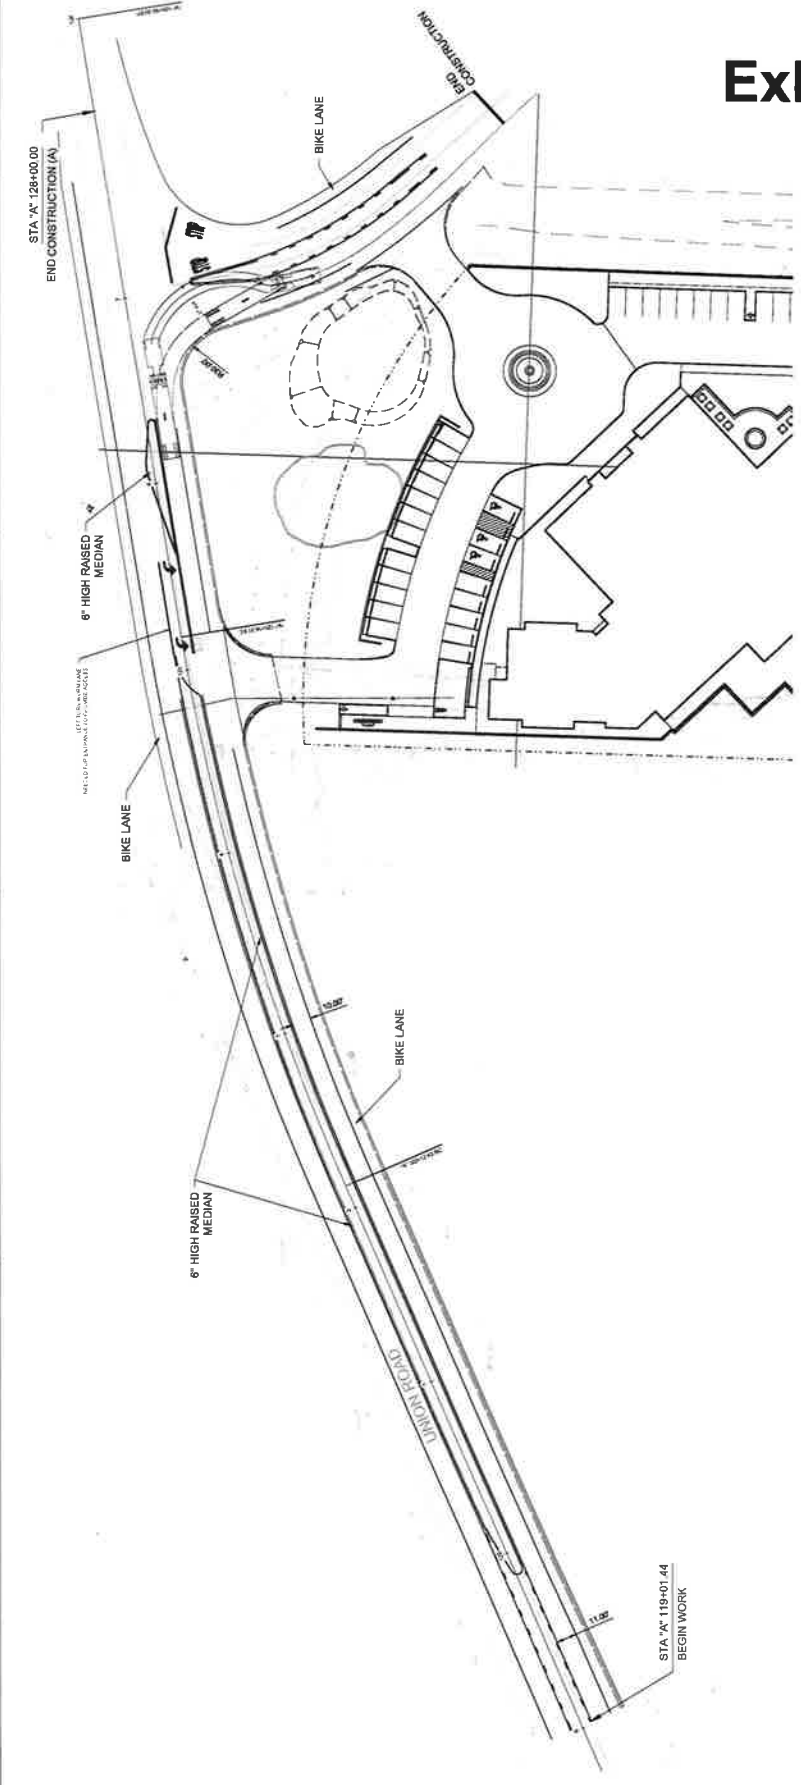 Exh
END
CONSTRUCTION
BIKE LANE
STA "A" 128+00.00
END CONSTRUCTION (A)
6" HIGH RAISED
MEDIAN
BIKE LANE
10.00'
BIKE LANE
6" HIGH RAISED
MEDIAN
UNION ROAD
11.00'
STA "A" 119+01.44
BEGIN WORK